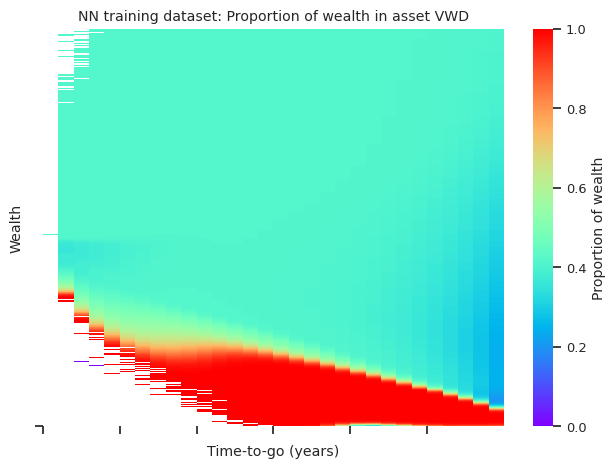 NN training dataset: Proportion of wealth in asset VWD
Wealth
Time-to-go (years)
1.0
0.8
0.6
0.4
0.2
0.0
Proportion of wealth